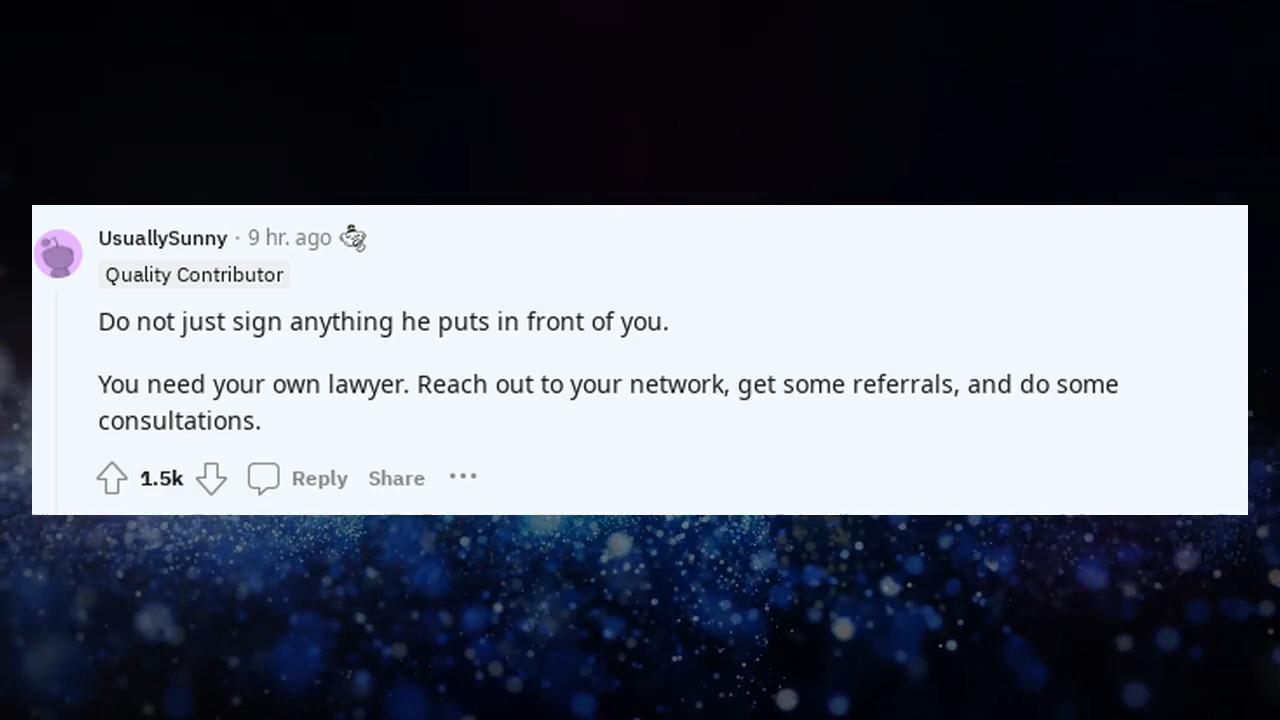 UsuallySunny · 9 hr. ago
Quality Contributor
Do not just sign anything he puts in front of you.
You need your own lawyer. Reach out to your network, get some referrals, and do some
consultations.
1.5k Reply Share ···